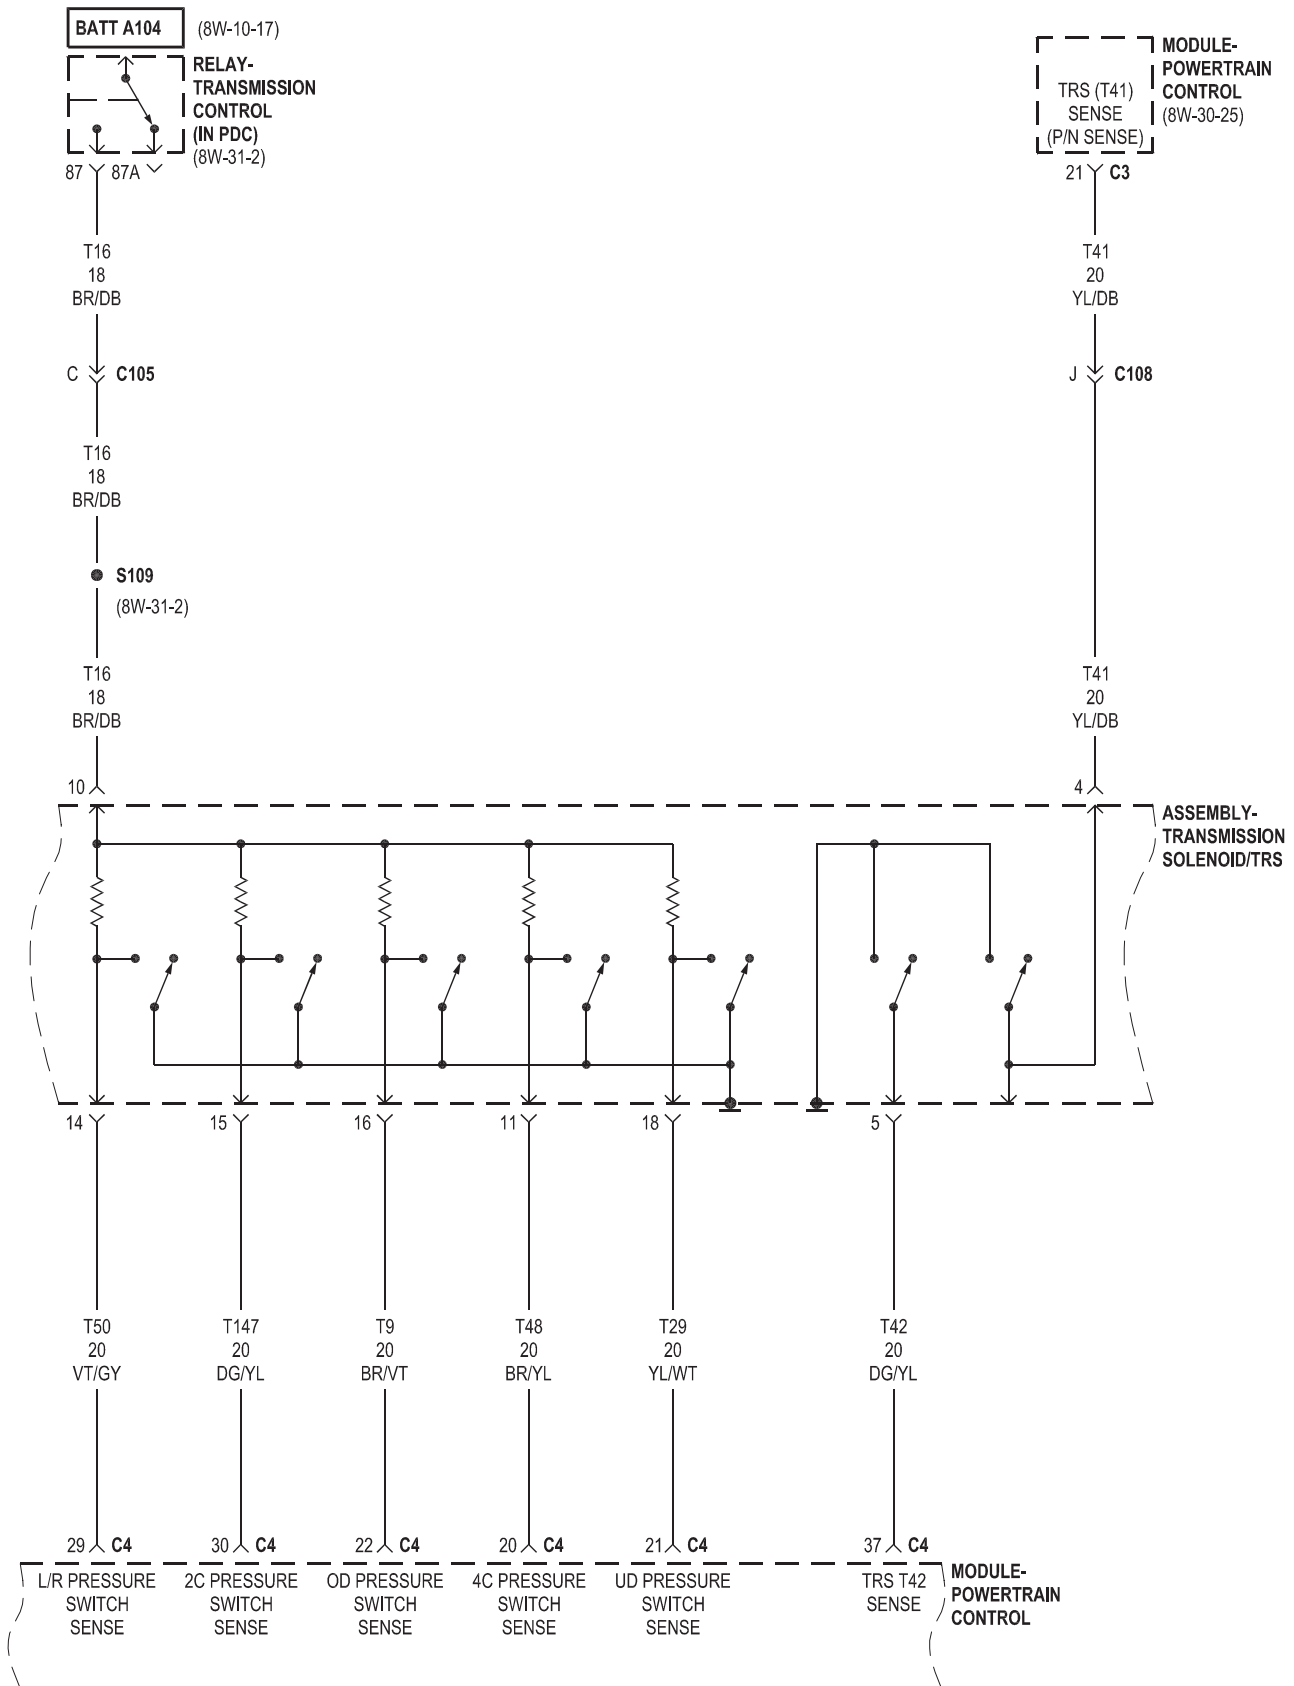 BATT A104 (8W-10-17)
RELAY-
TRANSMISSION
CONTROL
(IN PDC)
(8W-31-2)
87 87A
TRS (T41)
SENSE
(P/N SENSE)
MODULE-
POWERTRAIN
CONTROL
(8W-30-25)
21 C3
T16
18
BR/DB
T41
20
YL/DB
C C105
J C108
T16
18
BR/DB
S109
(8W-31-2)
T16
18
BR/DB
T41
20
YL/DB
10
4
ASSEMBLY-
TRANSMISSION
SOLENOID/TRS
14 15 16 11 18 5
T50
20
VT/GY
T147
20
DG/YL
T9
20
BR/VT
T48
20
BR/YL
T29
20
YL/WT
T42
20
DG/YL
29 C4 30 C4 22 C4 20 C4 21 C4 37 C4
L/R PRESSURE
SWITCH
SENSE
2C PRESSURE
SWITCH
SENSE
OD PRESSURE
SWITCH
SENSE
4C PRESSURE
SWITCH
SENSE
UD PRESSURE
SWITCH
SENSE
TRS T42
SENSE
MODULE-
POWERTRAIN
CONTROL